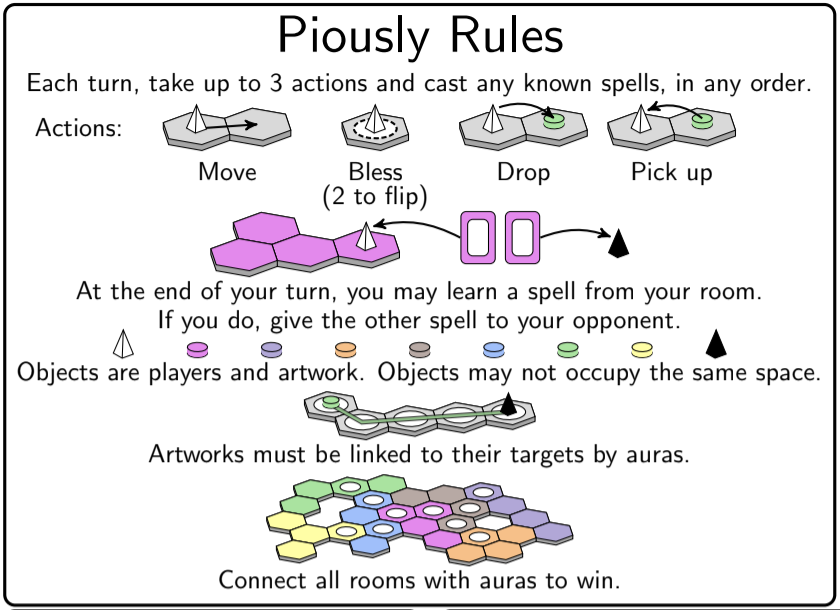 Piously Rules
Each turn, take up to 3 actions and cast any known spells, in any order.
Actions:
Move
Bless
(2 to flip)
Drop
Pick up
At the end of your turn, you may learn a spell from your room.
If you do, give the other spell to your opponent.
Objects are players and artwork. Objects may not occupy the same space.
Artworks must be linked to their targets by auras.
Connect all rooms with auras to win.